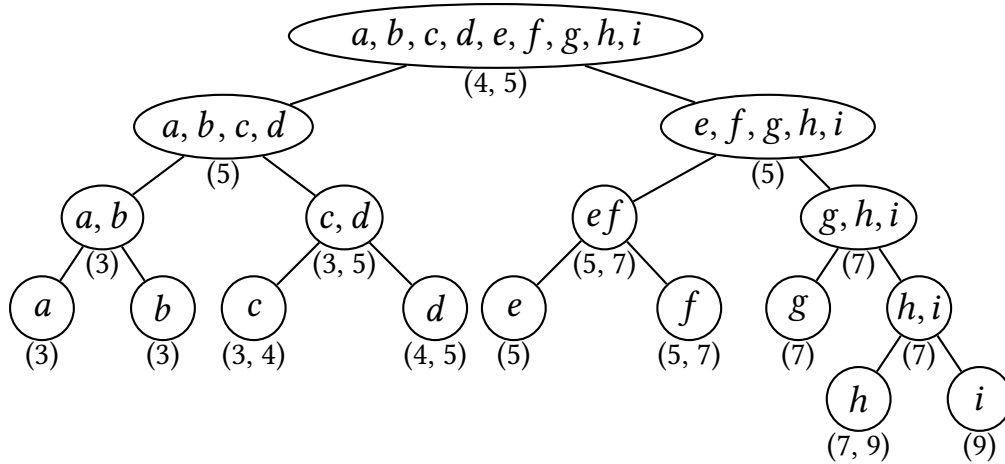 a, b, c, d, e, f, g, h, i
(4, 5)
a, b, c, d
e, f, g, h, i
(5)
(5)
a, b
c, d
ef
g, h, i
(3)
(3, 5)
(5, 7)
(7)
a
b
c
d
e
f
g
h, i
(3)
(3)
(3, 4)
(4, 5)
(5)
(5, 7)
(7)
(7)
h
i
(7, 9)
(9)